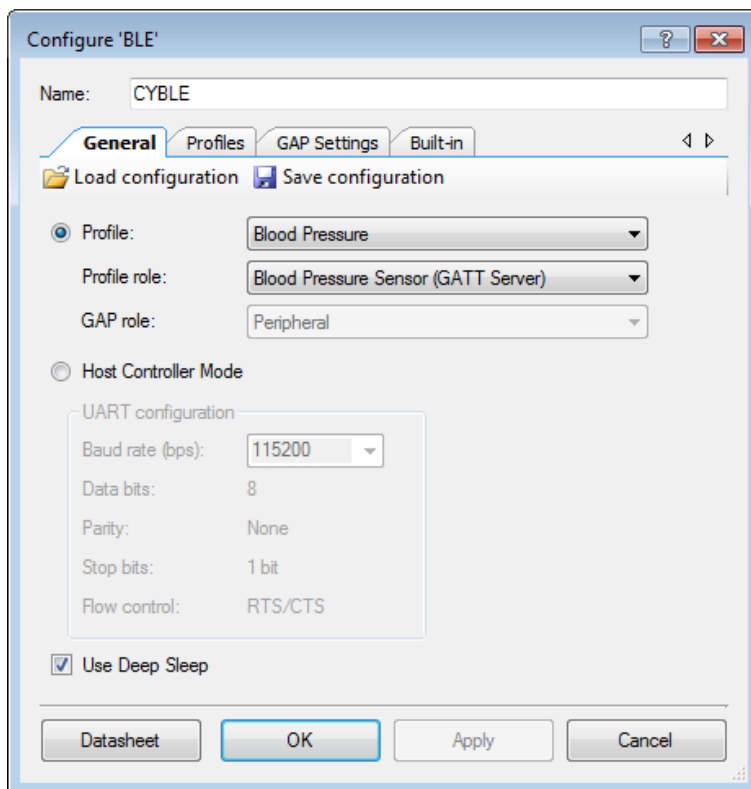 Configure 'BLE'
Name: CYBLE
General Profiles GAP Settings Built-in
Load configuration Save configuration
Profile: Blood Pressure
Profile role: Blood Pressure Sensor (GATT Server)
GAP role: Peripheral
Host Controller Mode
UART configuration
Baud rate (bps): 115200
Data bits: 8
Parity: None
Stop bits: 1 bit
Flow control: RTS/CTS
Use Deep Sleep
Datasheet OK Apply Cancel